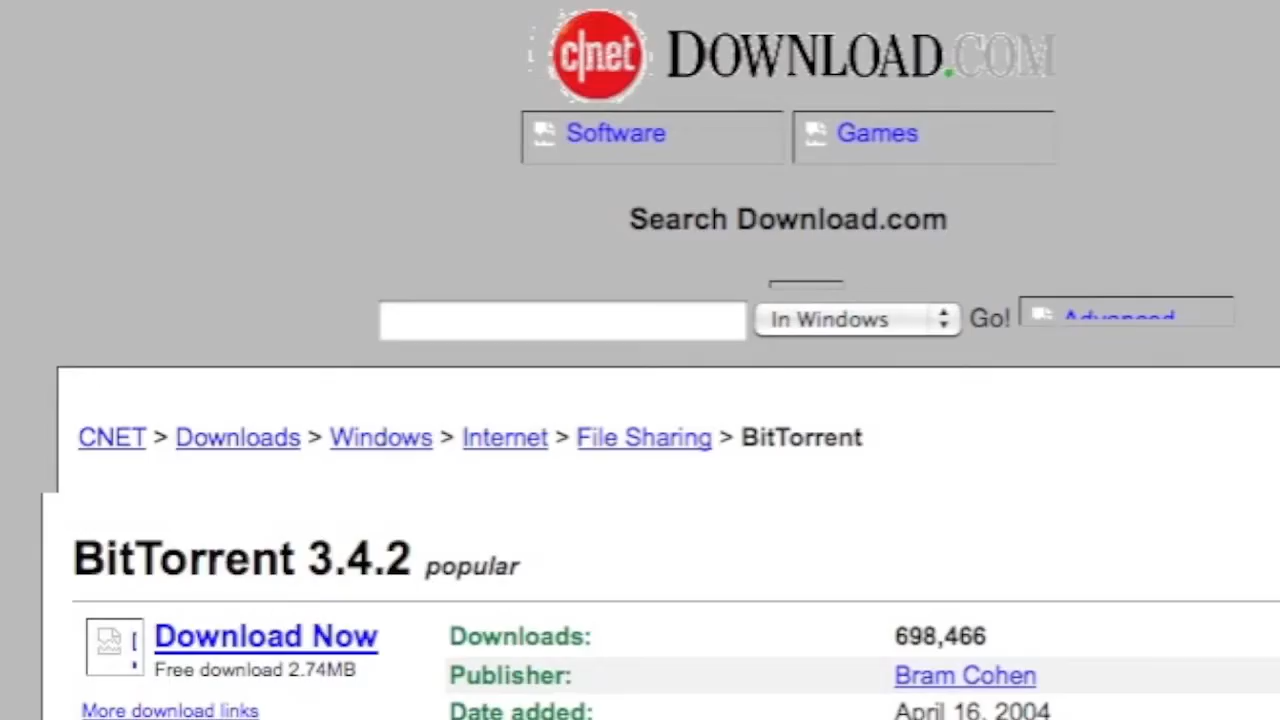 c|net DOWNLOAD.COM
Software Games
Search Download.com
In Windows Go! Advanced
CNET > Downloads > Windows > Internet > File Sharing > BitTorrent
BitTorrent 3.4.2 popular
Download Now Downloads: 698,466
Free download 2.74MB Publisher: Bram Cohen
More download links Date added: April 16, 2004